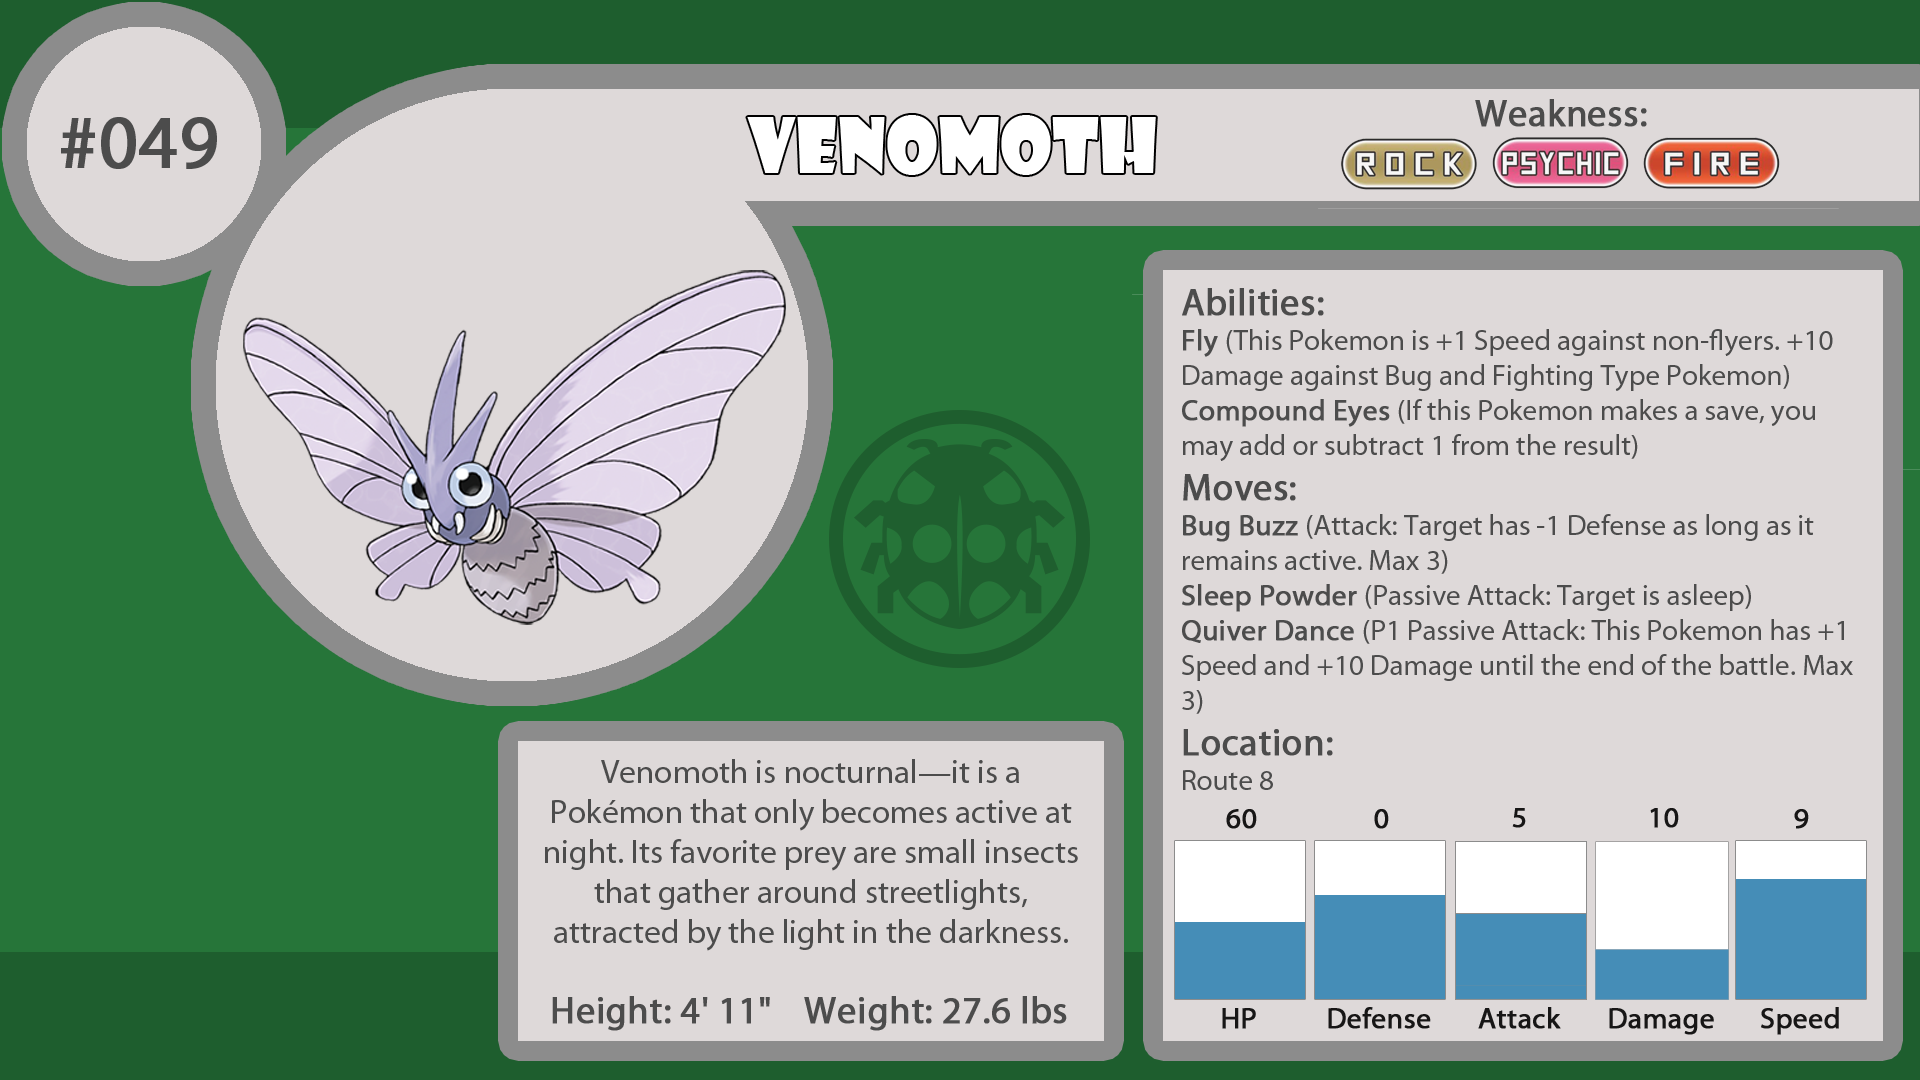 #049
VENOMOTH
Weakness:
ROCK PSYCHIC FIRE
Abilities:
Fly (This Pokemon is +1 Speed against non-flyers. +10
Damage against Bug and Fighting Type Pokemon)
Compound Eyes (If this Pokemon makes a save, you
may add or subtract 1 from the result)
Moves:
Bug Buzz (Attack: Target has -1 Defense as long as it
remains active. Max 3)
Sleep Powder (Passive Attack: Target is asleep)
Quiver Dance (P1 Passive Attack: This Pokemon has +1
Speed and +10 Damage until the end of the battle. Max
3)
Location:
Route 8
60 0 5 10 9
HP Defense Attack Damage Speed
Venomoth is nocturnal—it is a
Pokémon that only becomes active at
night. Its favorite prey are small insects
that gather around streetlights,
attracted by the light in the darkness.
Height: 4' 11" Weight: 27.6 lbs